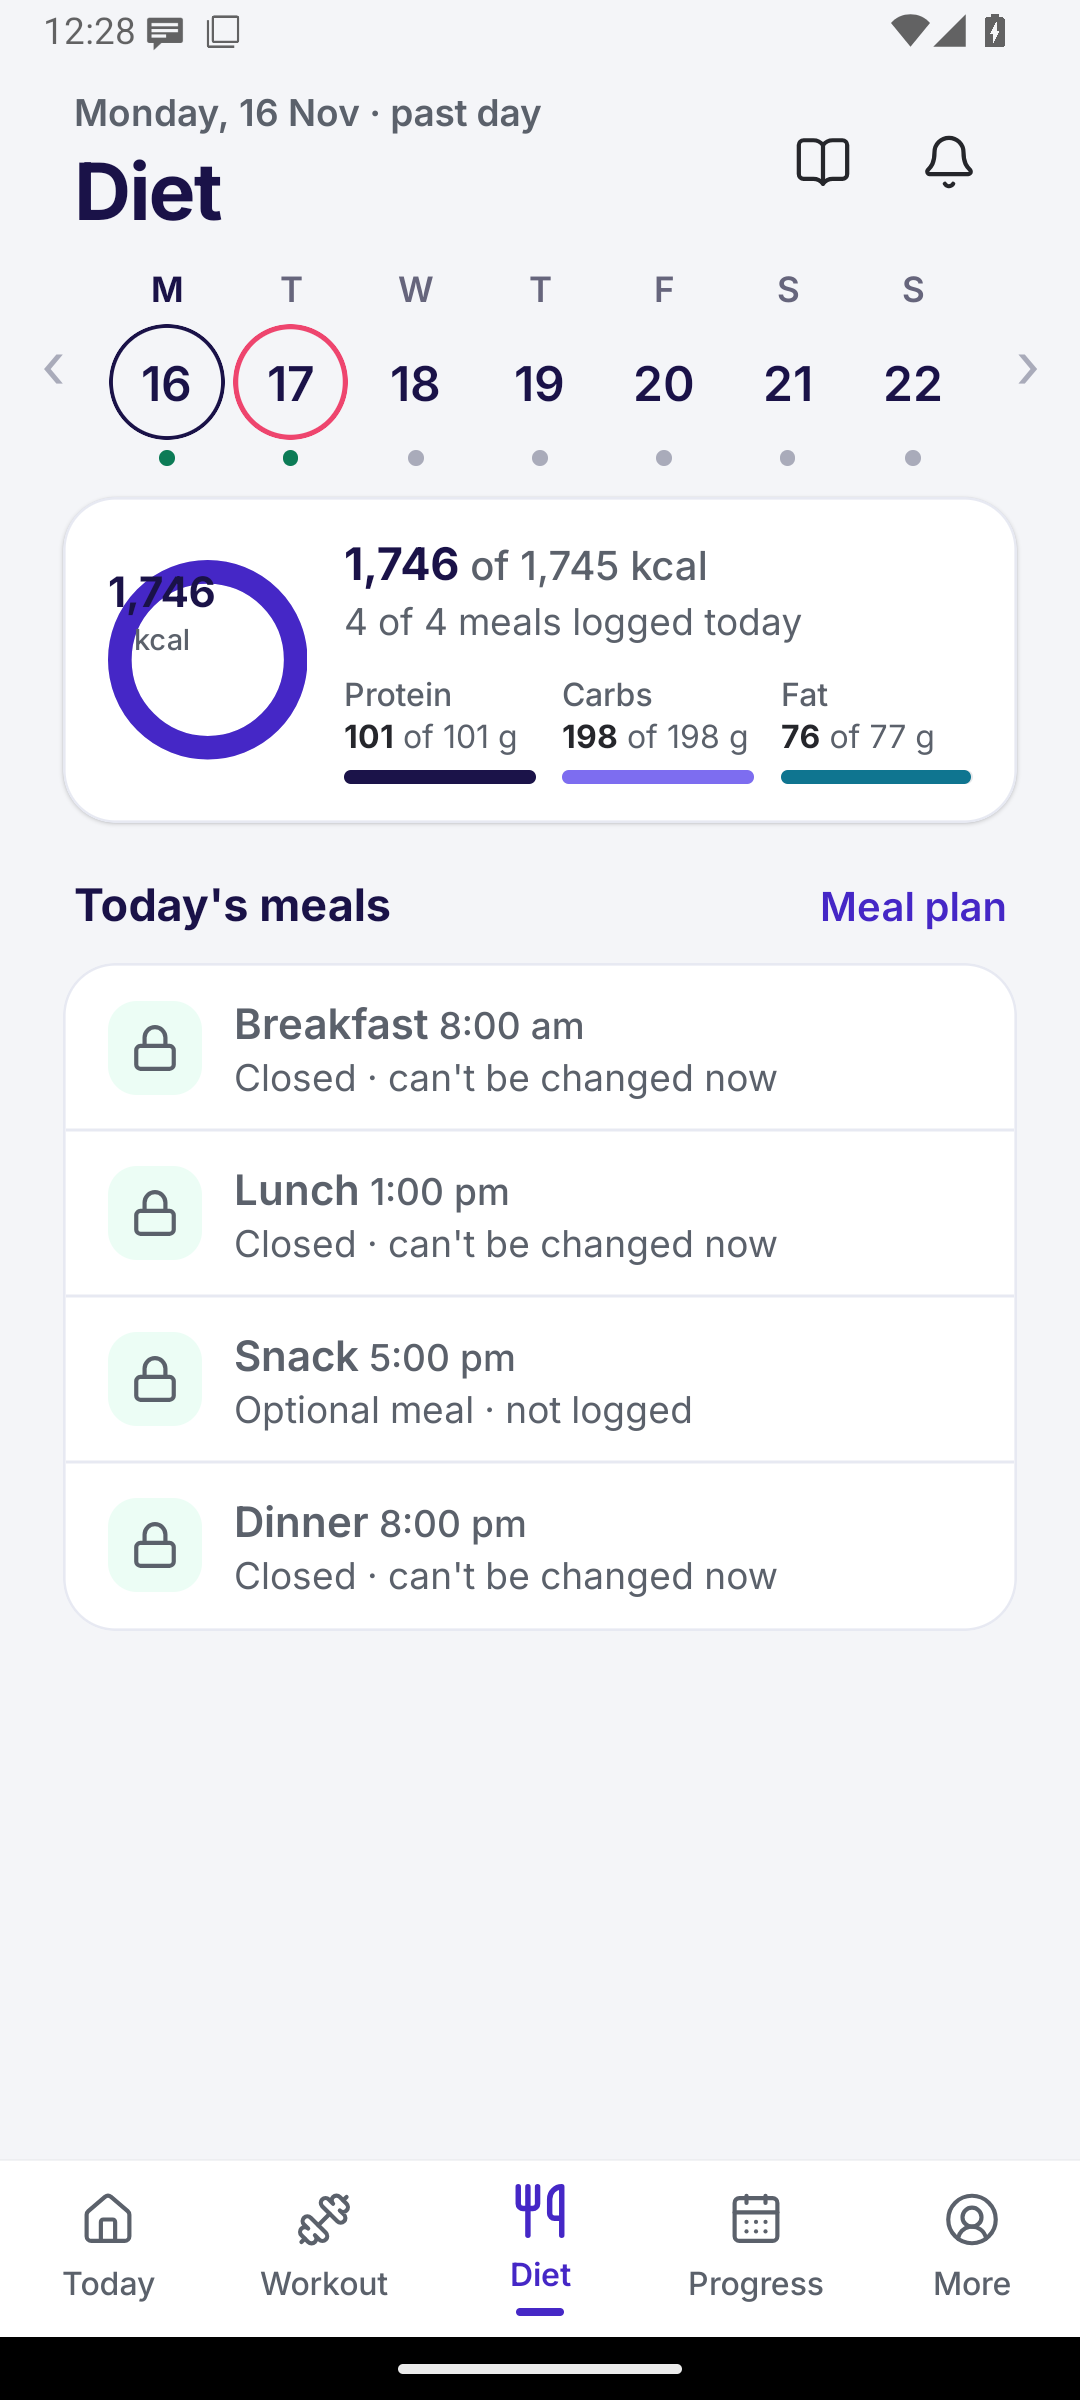 12:28
Monday, 16 Nov · past day
Diet
M T W T F S S
‹ 16 17 18 19 20 21 22 ›
1,746
kcal
1,746 of 1,745 kcal
4 of 4 meals logged today
Protein Carbs Fat
101 of 101 g 198 of 198 g 76 of 77 g
Today's meals Meal plan
Breakfast 8:00 am
Closed · can't be changed now
Lunch 1:00 pm
Closed · can't be changed now
Snack 5:00 pm
Optional meal · not logged
Dinner 8:00 pm
Closed · can't be changed now
Today Workout Diet Progress More